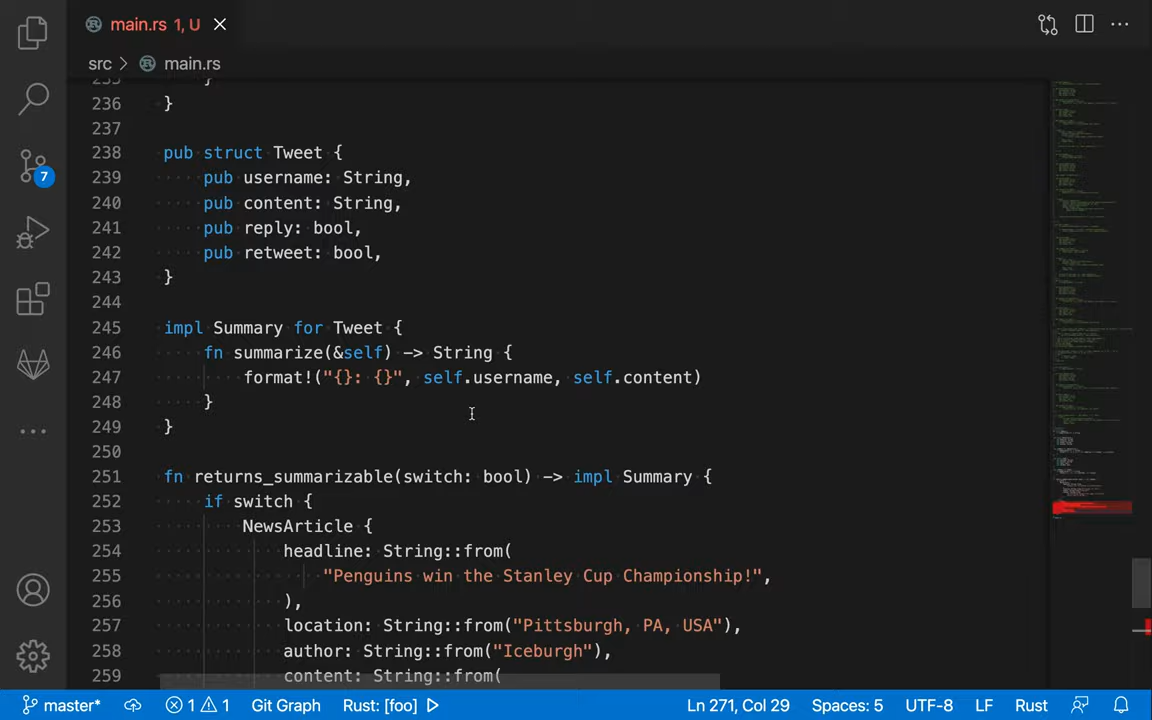 main.rs 1, U
src > main.rs
235 }
236 }
237
238 pub struct Tweet {
239 pub username: String,
240 pub content: String,
241 pub reply: bool,
242 pub retweet: bool,
243 }
244
245 impl Summary for Tweet {
246 fn summarize(&self) -> String {
247 format!("{}: {}", self.username, self.content)
248 }
249 }
250
251 fn returns_summarizable(switch: bool) -> impl Summary {
252 if switch {
253 NewsArticle {
254 headline: String::from(
255 "Penguins win the Stanley Cup Championship!",
256 ),
257 location: String::from("Pittsburgh, PA, USA"),
258 author: String::from("Iceburgh"),
259 content: String::from(
7
master* 1 1 Git Graph Rust: [foo] Ln 271, Col 29 Spaces: 5 UTF-8 LF Rust